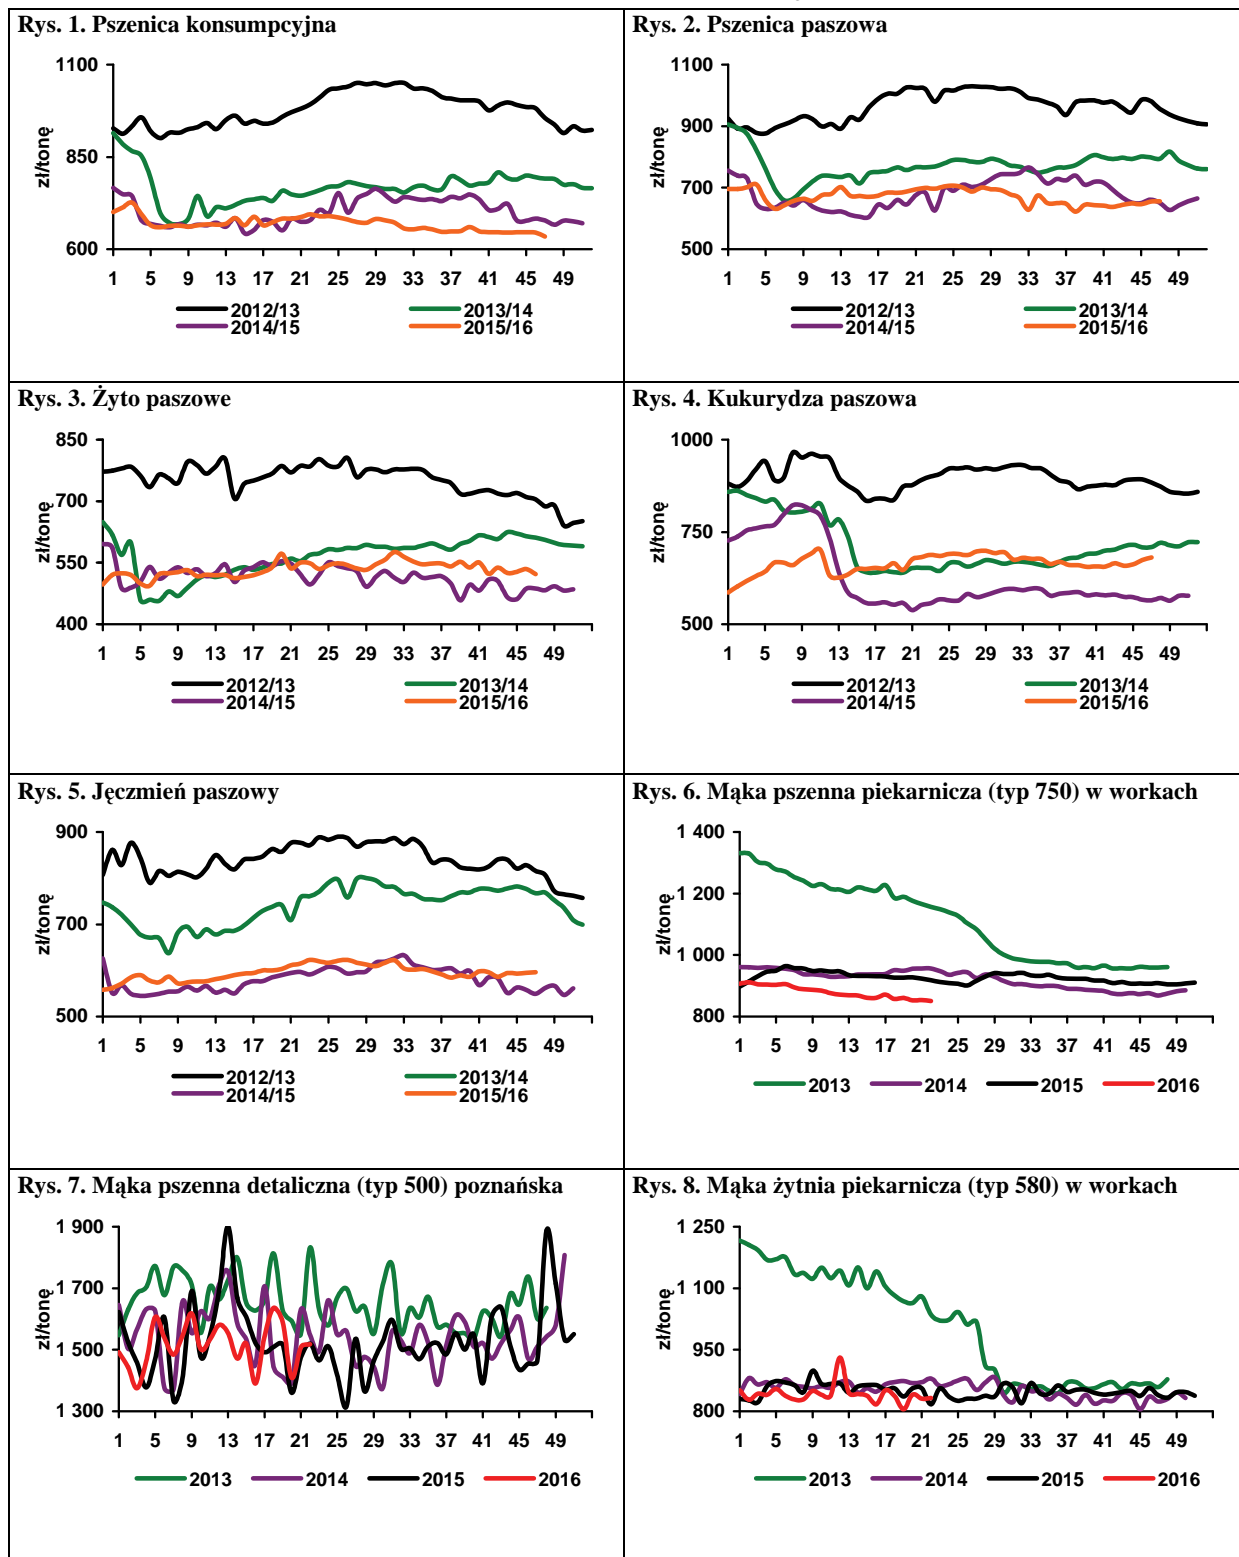 Rys. 1. Pszenica konsumpcyjna
1100
850
600
zł/tonę
1 5 9 13 17 21 25 29 33 37 41 45 49
2012/13 2013/14
2014/15 2015/16
Rys. 2. Pszenica paszowa
1100
900
700
500
zł/tonę
1 5 9 13 17 21 25 29 33 37 41 45 49
2012/13 2013/14
2014/15 2015/16
Rys. 3. Żyto paszowe
850
700
550
400
zł/tonę
1 5 9 13 17 21 25 29 33 37 41 45 49
2012/13 2013/14
2014/15 2015/16
Rys. 4. Kukurydza paszowa
1000
750
500
zł/tonę
1 5 9 13 17 21 25 29 33 37 41 45 49
2012/13 2013/14
2014/15 2015/16
Rys. 5. Jęczmień paszowy
900
700
500
zł/tonę
1 5 9 13 17 21 25 29 33 37 41 45 49
2012/13 2013/14
2014/15 2015/16
Rys. 6. Mąka pszenna piekarnicza (typ 750) w workach
1 400
1 200
1 000
800
zł/tonę
1 5 9 13 17 21 25 29 33 37 41 45 49
2013 2014 2015 2016
Rys. 7. Mąka pszenna detaliczna (typ 500) poznańska
1 900
1 700
1 500
1 300
zł/tonę
1 5 9 13 17 21 25 29 33 37 41 45 49
2013 2014 2015 2016
Rys. 8. Mąka żytnia piekarnicza (typ 580) w workach
1 250
1 100
950
800
zł/tonę
1 5 9 13 17 21 25 29 33 37 41 45 49
2013 2014 2015 2016